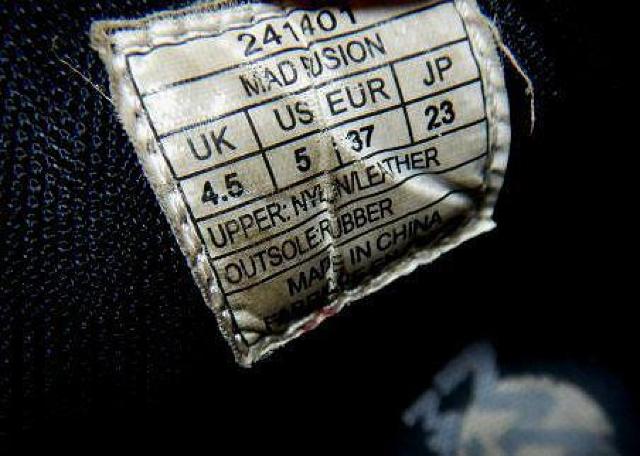 241401
MAD FUSION
UK US EUR JP
4.5 5 37 23
UPPER: NYLON/LEATHER
OUTSOLE:RUBBER
MADE IN CHINA